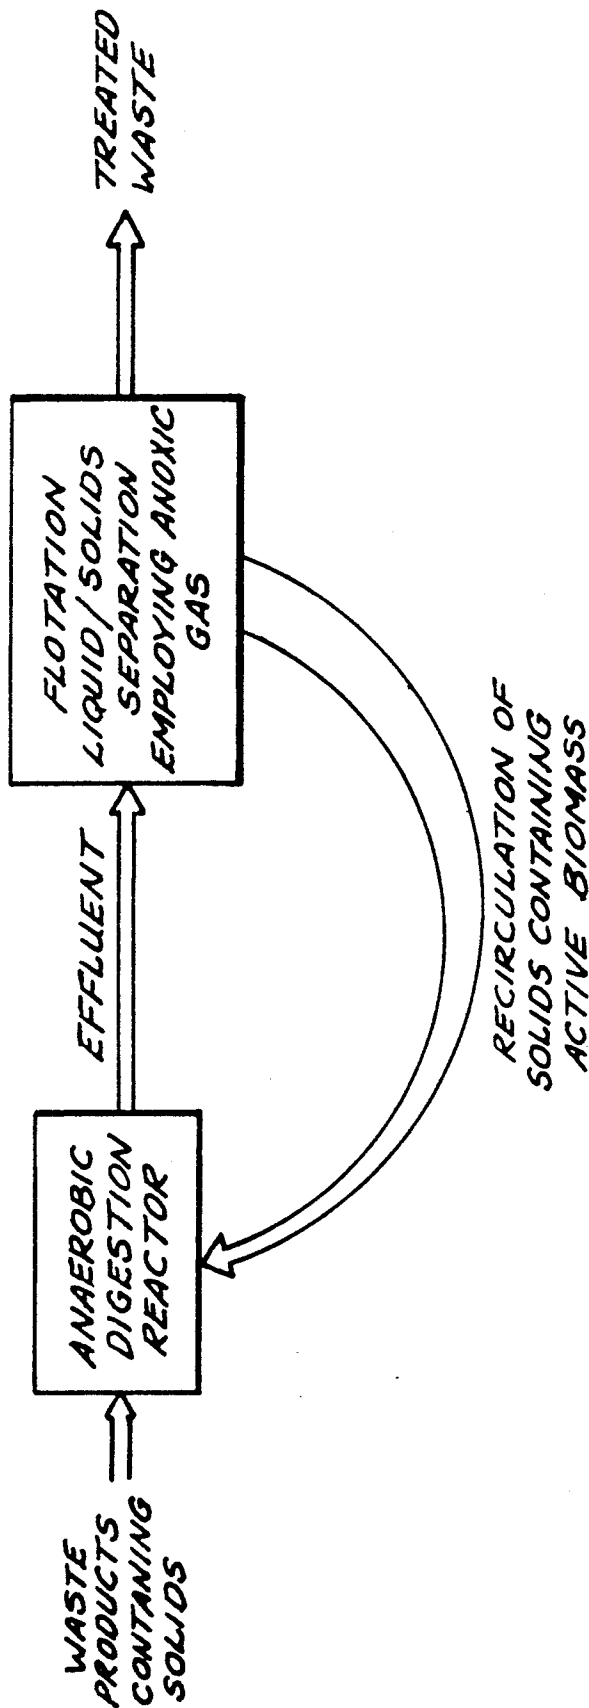 WASTE
PRODUCTS
CONTANING
SOLIDS
ANAEROBIC
DIGESTION
REACTOR
EFFLUENT
FLOTATION
LIQUID/SOLIDS
SEPARATION
EMPLOYING ANOXIC
GAS
TREATED
WASTE
RECIRCULATION OF
SOLIDS CONTAINING
ACTIVE BIOMASS